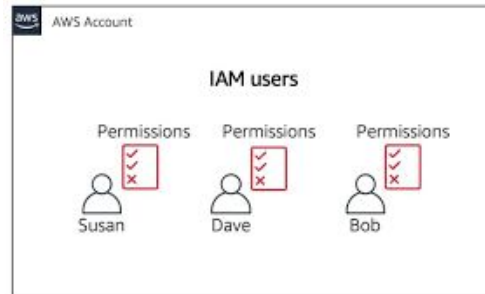 aws
AWS Account
IAM users
Permissions Permissions Permissions
Susan Dave Bob